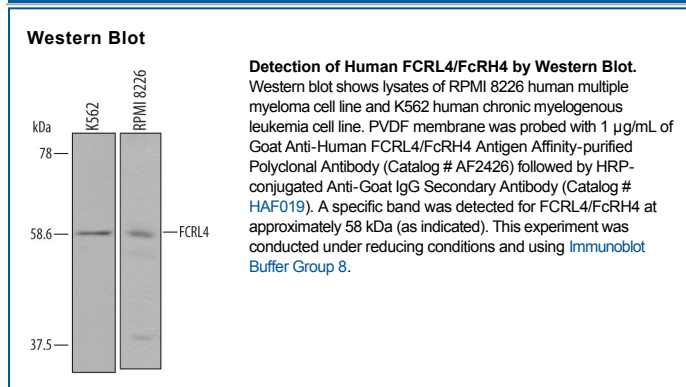 Western Blot
kDa
K562
RPMI 8226
78
58.6
FCRL4
37.5
Detection of Human FCRL4/FcRH4 by Western Blot.
Western blot shows lysates of RPMI 8226 human multiple
myeloma cell line and K562 human chronic myelogenous
leukemia cell line. PVDF membrane was probed with 1 µg/mL of
Goat Anti-Human FCRL4/FcRH4 Antigen Affinity-purified
Polyclonal Antibody (Catalog # AF2426) followed by HRP-
conjugated Anti-Goat IgG Secondary Antibody (Catalog #
HAF019). A specific band was detected for FCRL4/FcRH4 at
approximately 58 kDa (as indicated). This experiment was
conducted under reducing conditions and using Immunoblot
Buffer Group 8.